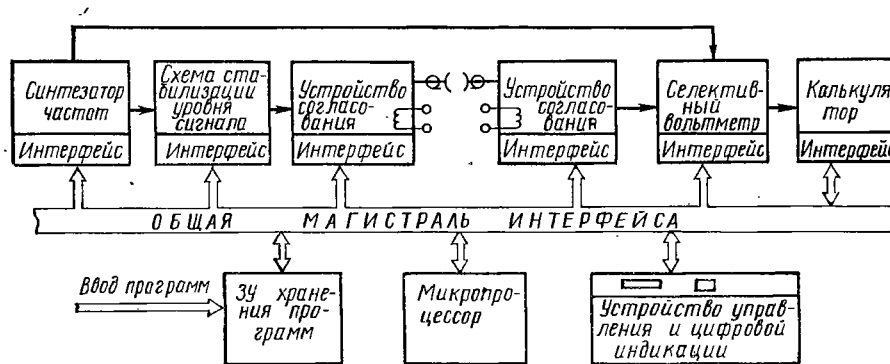 Синтезатор
частот
Интерфейс
Схема ста-
билизации
уровня
сигнала
Интерфейс
Устройство
согласо-
вания
Интерфейс
Устройство
согласо-
вания
Интерфейс
Селектив-
ный
вольтметр
Интерфейс
Калькуля-
тор
Интерфейс
ОБЩАЯ МАГИСТРАЛЬ ИНТЕРФЕЙСА
Ввод программ
ЗУ хране-
ния про-
грамм
Микропро-
цессор
Устройство управ-
ления и цифровой
индикации